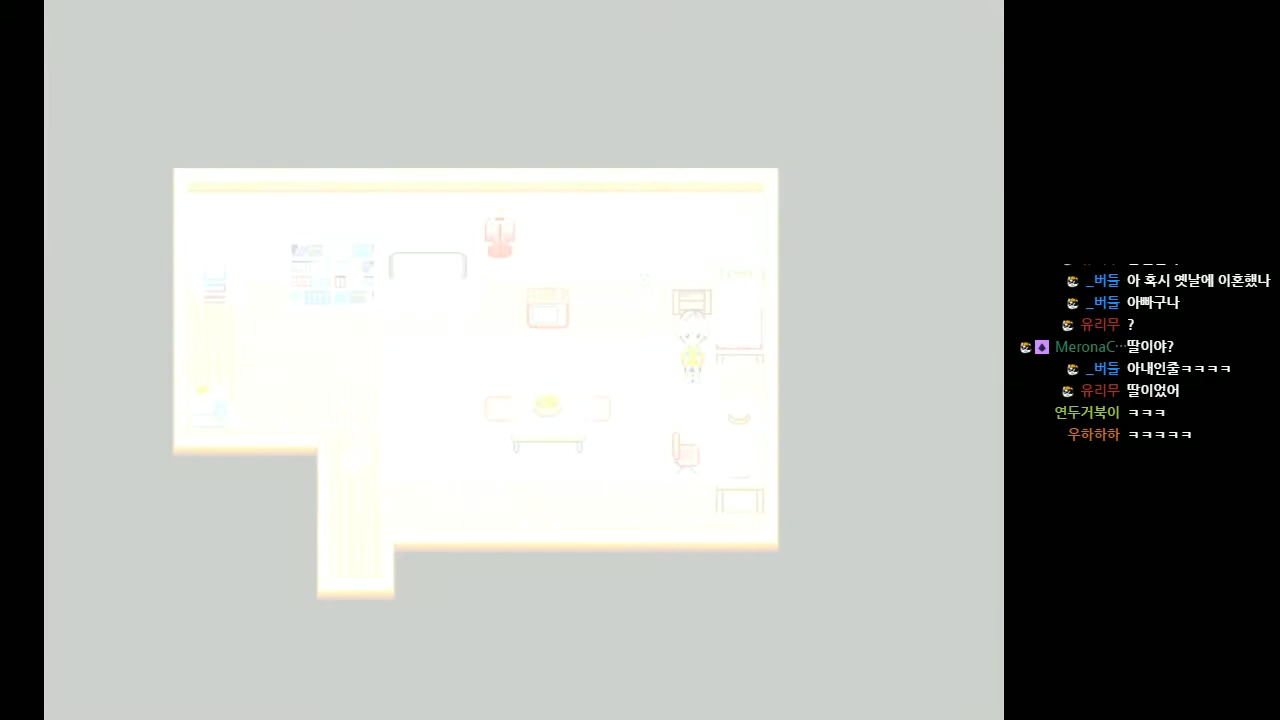 _버들 아 혹시 옛날에 이혼했나
_버들 아빠구나
유리무 ?
MeronaC… 딸이야?
_버들 아내인줄ㅋㅋㅋㅋ
유리무 딸이었어
연두거북이 ㅋㅋㅋ
우하하하 ㅋㅋㅋㅋㅋ